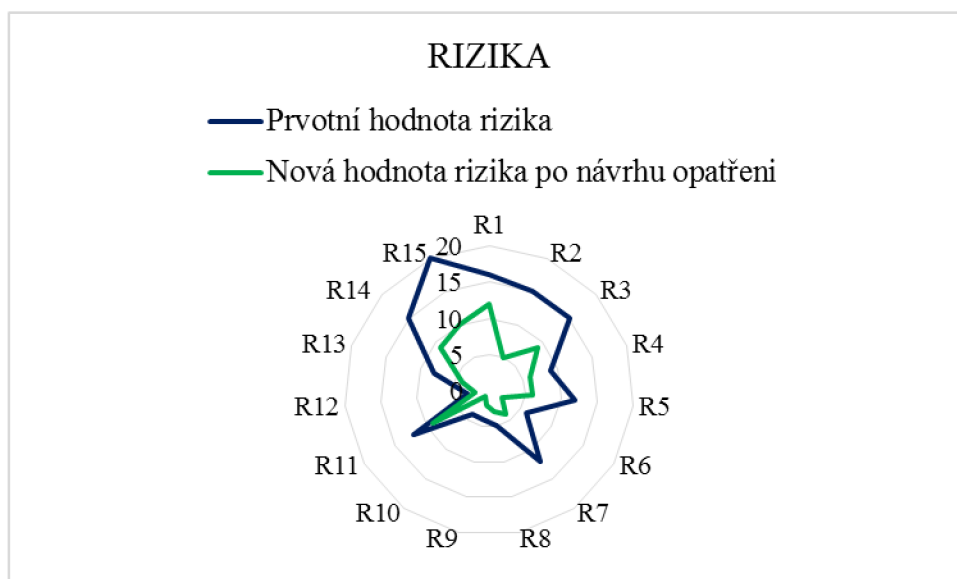 RIZIKA
Prvotní hodnota rizika
Nová hodnota rizika po návrhu opatřeni
R1
R2
R3
R4
R5
R6
R7
R8
R9
R10
R11
R12
R13
R14
R15
20
15
10
5
0